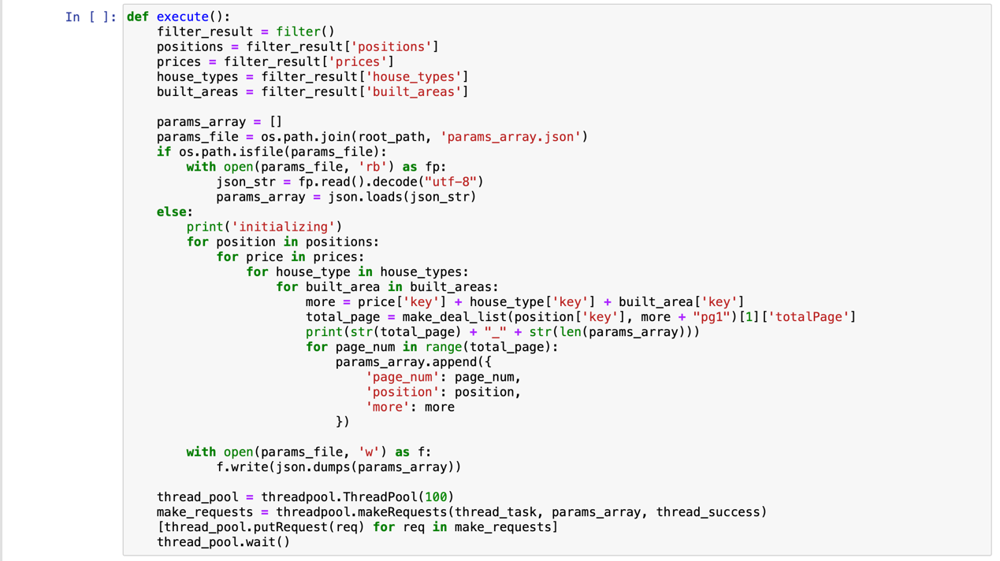 In [ ]: def execute():
    filter_result = filter()
    positions = filter_result['positions']
    prices = filter_result['prices']
    house_types = filter_result['house_types']
    built_areas = filter_result['built_areas']

    params_array = []
    params_file = os.path.join(root_path, 'params_array.json')
    if os.path.isfile(params_file):
        with open(params_file, 'rb') as fp:
            json_str = fp.read().decode("utf-8")
            params_array = json.loads(json_str)
    else:
        print('initializing')
        for position in positions:
            for price in prices:
                for house_type in house_types:
                    for built_area in built_areas:
                        more = price['key'] + house_type['key'] + built_area['key']
                        total_page = make_deal_list(position['key'], more + "pg1")[1]['totalPage']
                        print(str(total_page) + "_" + str(len(params_array)))
                        for page_num in range(total_page):
                            params_array.append({
                                'page_num': page_num,
                                'position': position,
                                'more': more
                            })

        with open(params_file, 'w') as f:
            f.write(json.dumps(params_array))

    thread_pool = threadpool.ThreadPool(100)
    make_requests = threadpool.makeRequests(thread_task, params_array, thread_success)
    [thread_pool.putRequest(req) for req in make_requests]
    thread_pool.wait()